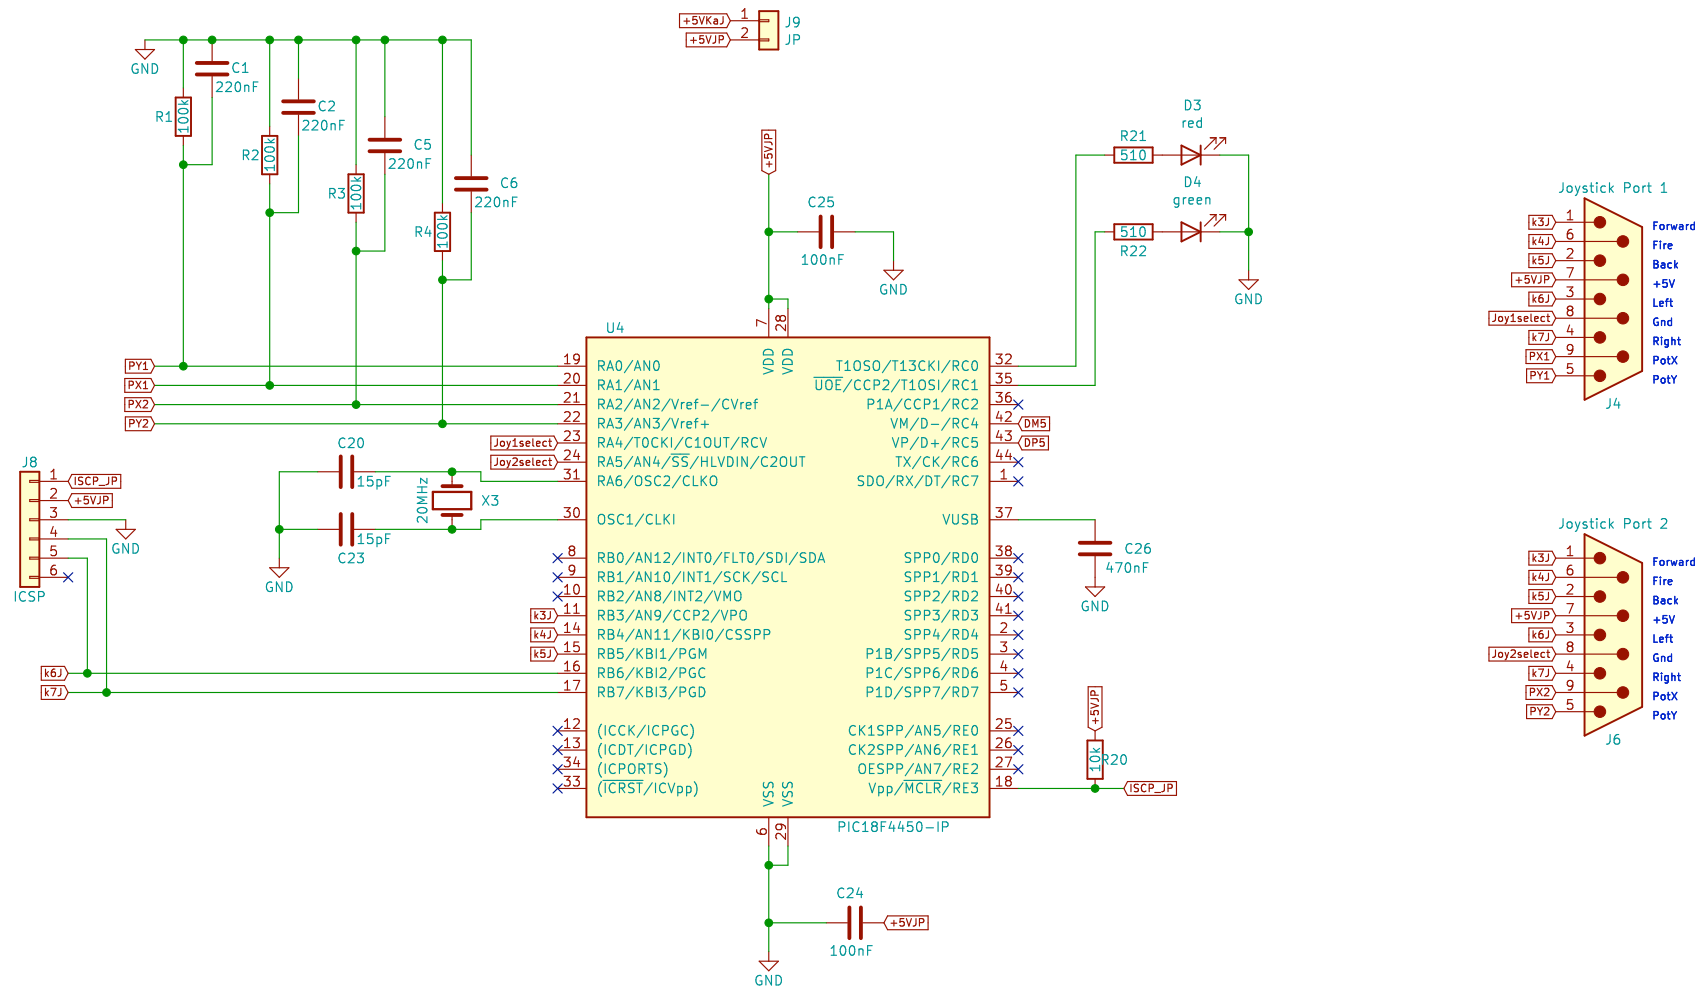 +5VKaJ 1 J9
+5VJP 2 JP
GND
C1
220nF
R1 100k
C2
220nF
R2 100k
C5
220nF
R3 100k
C6
220nF
R4 100k
+5VJP
C25
100nF
GND
D3
red
R21
510
D4
green
510
R22
GND
U4
7 VDD
28 VDD
PY1 19 RA0/AN0
PX1 20 RA1/AN1
PX2 21 RA2/AN2/Vref-/CVref
PY2 22 RA3/AN3/Vref+
Joy1select 23 RA4/T0CKI/C1OUT/RCV
Joy2select 24 RA5/AN4/SS/HLVDIN/C2OUT
31 RA6/OSC2/CLKO
30 OSC1/CLKI
8 RB0/AN12/INT0/FLT0/SDI/SDA
9 RB1/AN10/INT1/SCK/SCL
10 RB2/AN8/INT2/VMO
k3J 11 RB3/AN9/CCP2/VPO
k4J 14 RB4/AN11/KBI0/CSSPP
k5J 15 RB5/KBI1/PGM
k6J 16 RB6/KBI2/PGC
k7J 17 RB7/KBI3/PGD
12 (ICCK/ICPGC)
13 (ICDT/ICPGD)
34 (ICPORTS)
33 (ICRST/ICVpp)
T1OSO/T13CKI/RC0 32
UOE/CCP2/T1OSI/RC1 35
P1A/CCP1/RC2 36
VM/D-/RC4 42 DM5
VP/D+/RC5 43 DP5
TX/CK/RC6 44
SDO/RX/DT/RC7 1
VUSB 37
SPP0/RD0 38
SPP1/RD1 39
SPP2/RD2 40
SPP3/RD3 41
SPP4/RD4 2
P1B/SPP5/RD5 3
P1C/SPP6/RD6 4
P1D/SPP7/RD7 5
CK1SPP/AN5/RE0 25
CK2SPP/AN6/RE1 26
OESPP/AN7/RE2 27
Vpp/MCLR/RE3 18 ISCP_JP
VSS 6
VSS 29
PIC18F4450-IP
C20
15pF
20MHz X3
15pF
C23
GND
J8
1 ISCP_JP
2 +5VJP
3
4
5
6
ICSP
GND
C26
470nF
GND
+5VJP
10k R20
C24
+5VJP
100nF
GND
Joystick Port 1
k3J 1 Forward
k4J 6 Fire
k5J 2 Back
+5VJP 7 +5V
k6J 3 Left
Joy1select 8 Gnd
k7J 4 Right
PX1 9 PotX
PY1 5 PotY
J4
Joystick Port 2
k3J 1 Forward
k4J 6 Fire
k5J 2 Back
+5VJP 7 +5V
k6J 3 Left
Joy2select 8 Gnd
k7J 4 Right
PX2 9 PotX
PY2 5 PotY
J6